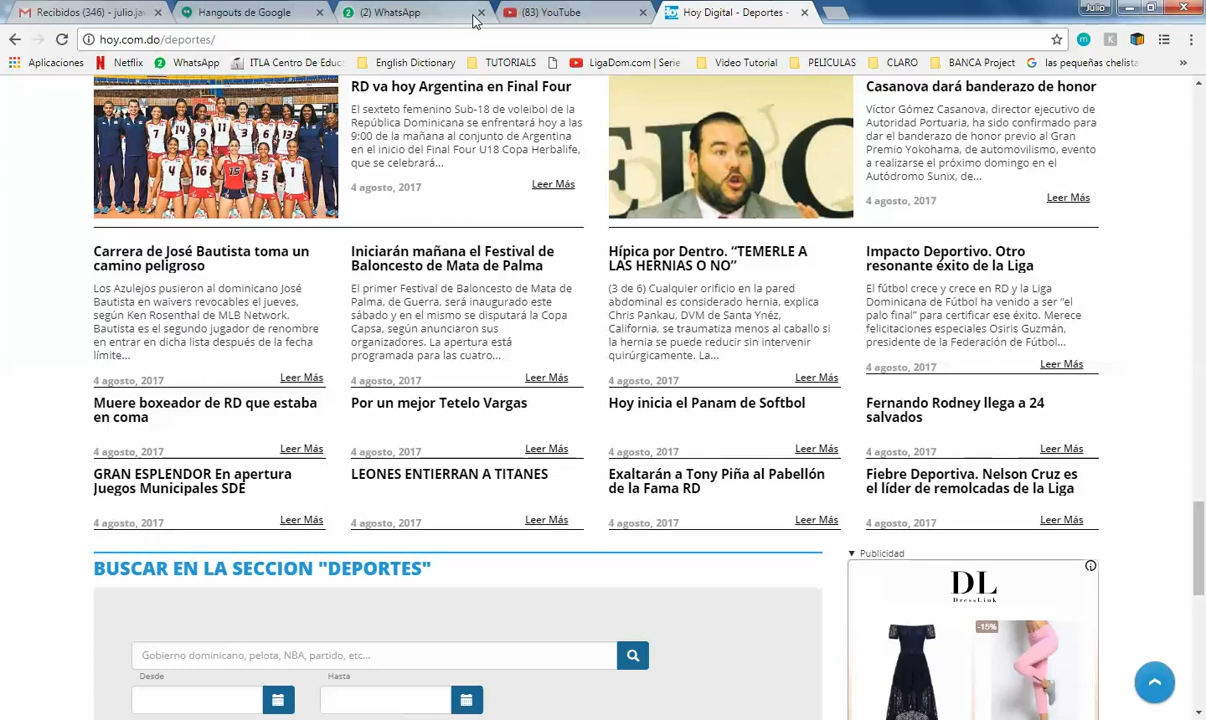 Recibidos (346) - julio.jav
Hangouts de Google
(2) WhatsApp
(83) YouTube
Hoy Digital - Deportes -
Julio
hoy.com.do/deportes/
Aplicaciones
Netflix
WhatsApp
ITLA Centro De Educ
English Dictionary
TUTORIALS
LigaDom.com | Serie
Video Tutorial
PELICULAS
CLARO
BANCA Project
las pequeñas chelista
RD va hoy Argentina en Final Four
El sexteto femenino Sub-18 de voleibol de la
República Dominicana se enfrentará hoy a las
9:00 de la mañana al conjunto de Argentina
en el inicio del Final Four U18 Copa Herbalife,
que se celebrará...
4 agosto, 2017
Leer Más
Casanova dará banderazo de honor
Víctor Gómez Casanova, director ejecutivo de
Autoridad Portuaria, ha sido confirmado para
dar el banderazo de honor previo al Gran
Premio Yokohama, de automovilismo, evento
a realizarse el próximo domingo en el
Autódromo Sunix, de...
4 agosto, 2017
Leer Más
Carrera de José Bautista toma un
camino peligroso
Los Azulejos pusieron al dominicano José
Bautista en waivers revocables el jueves,
según Ken Rosenthal de MLB Network.
Bautista es el segundo jugador de renombre
en entrar en dicha lista después de la fecha
límite...
4 agosto, 2017
Leer Más
Iniciarán mañana el Festival de
Baloncesto de Mata de Palma
El primer Festival de Baloncesto de Mata de
Palma, de Guerra, será inaugurado este
sábado y en el mismo se disputará la Copa
Capsa, según anunciaron sus
organizadores. La apertura está
programada para las cuatro...
4 agosto, 2017
Leer Más
Hípica por Dentro. “TEMERLE A
LAS HERNIAS O NO”
(3 de 6) Cualquier orificio en la pared
abdominal es considerado hernia, explica
Chris Pankau, DVM de Santa Ynéz,
California, se traumatiza menos al caballo si
la hernia se puede reducir sin intervenir
quirúrgicamente. La...
4 agosto, 2017
Leer Más
Impacto Deportivo. Otro
resonante éxito de la Liga
El fútbol crece y crece en RD y la Liga
Dominicana de Fútbol ha venido a ser “el
palo final” para certificar ese éxito. Merece
felicitaciones especiales Osiris Guzmán,
presidente de la Federación de Fútbol...
4 agosto, 2017
Leer Más
Muere boxeador de RD que estaba
en coma
4 agosto, 2017
Leer Más
Por un mejor Tetelo Vargas
4 agosto, 2017
Leer Más
Hoy inicia el Panam de Softbol
4 agosto, 2017
Leer Más
Fernando Rodney llega a 24
salvados
4 agosto, 2017
Leer Más
GRAN ESPLENDOR En apertura
Juegos Municipales SDE
4 agosto, 2017
Leer Más
LEONES ENTIERRAN A TITANES
4 agosto, 2017
Leer Más
Exaltarán a Tony Piña al Pabellón
de la Fama RD
4 agosto, 2017
Leer Más
Fiebre Deportiva. Nelson Cruz es
el líder de remolcadas de la Liga
4 agosto, 2017
Leer Más
BUSCAR EN LA SECCION "DEPORTES"
Gobierno dominicano, pelota, NBA, partido, etc...
Desde
Hasta
▼ Publicidad
DL
DressLink
-15%